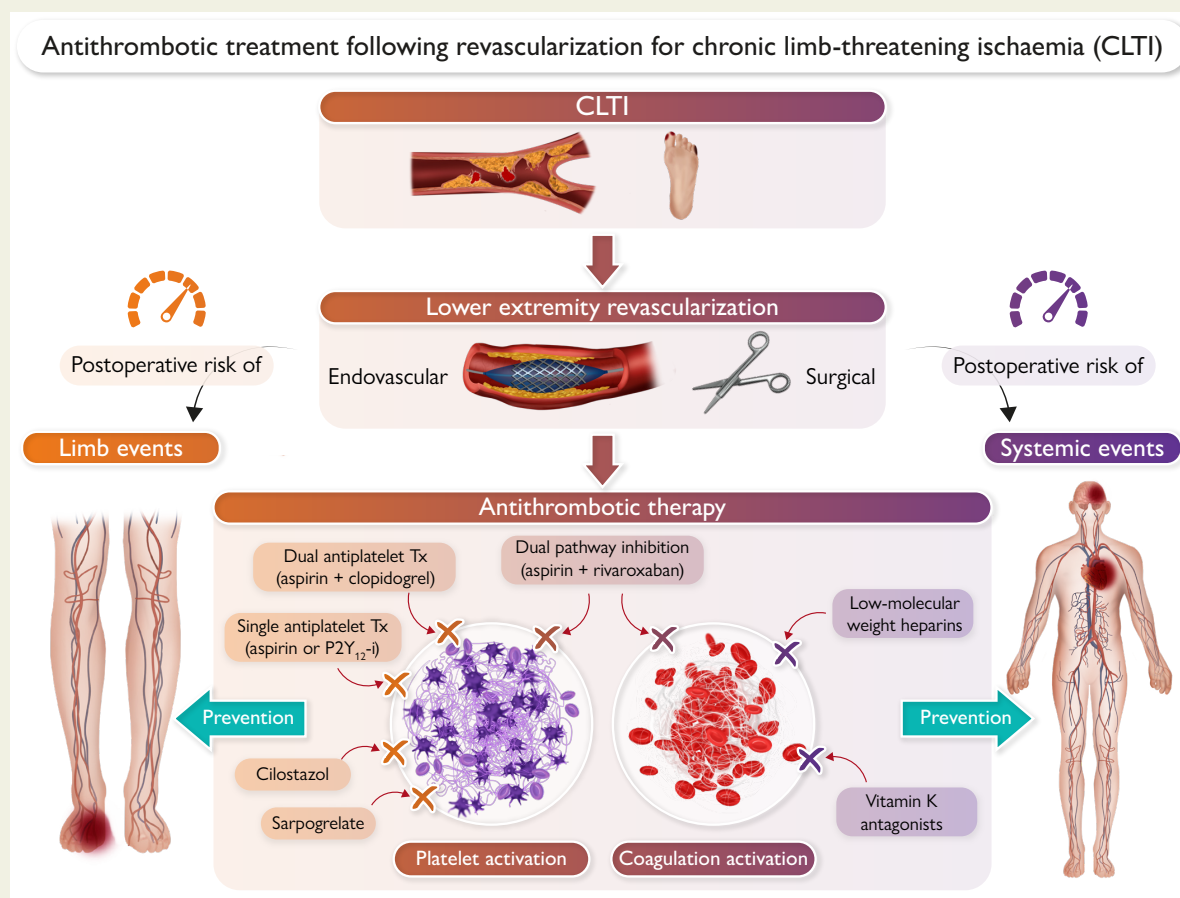 Antithrombotic treatment following revascularization for chronic limb-threatening ischaemia (CLTI)
CLTI
Lower extremity revascularization
Endovascular
Surgical
Postoperative risk of
Limb events
Postoperative risk of
Systemic events
Antithrombotic therapy
Dual antiplatelet Tx
(aspirin + clopidogrel)
Dual pathway inhibition
(aspirin + rivaroxaban)
Single antiplatelet Tx
(aspirin or P2Y₁₂-i)
Low-molecular
weight heparins
Prevention
Prevention
Cilostazol
Sarpogrelate
Vitamin K
antagonists
Platelet activation
Coagulation activation